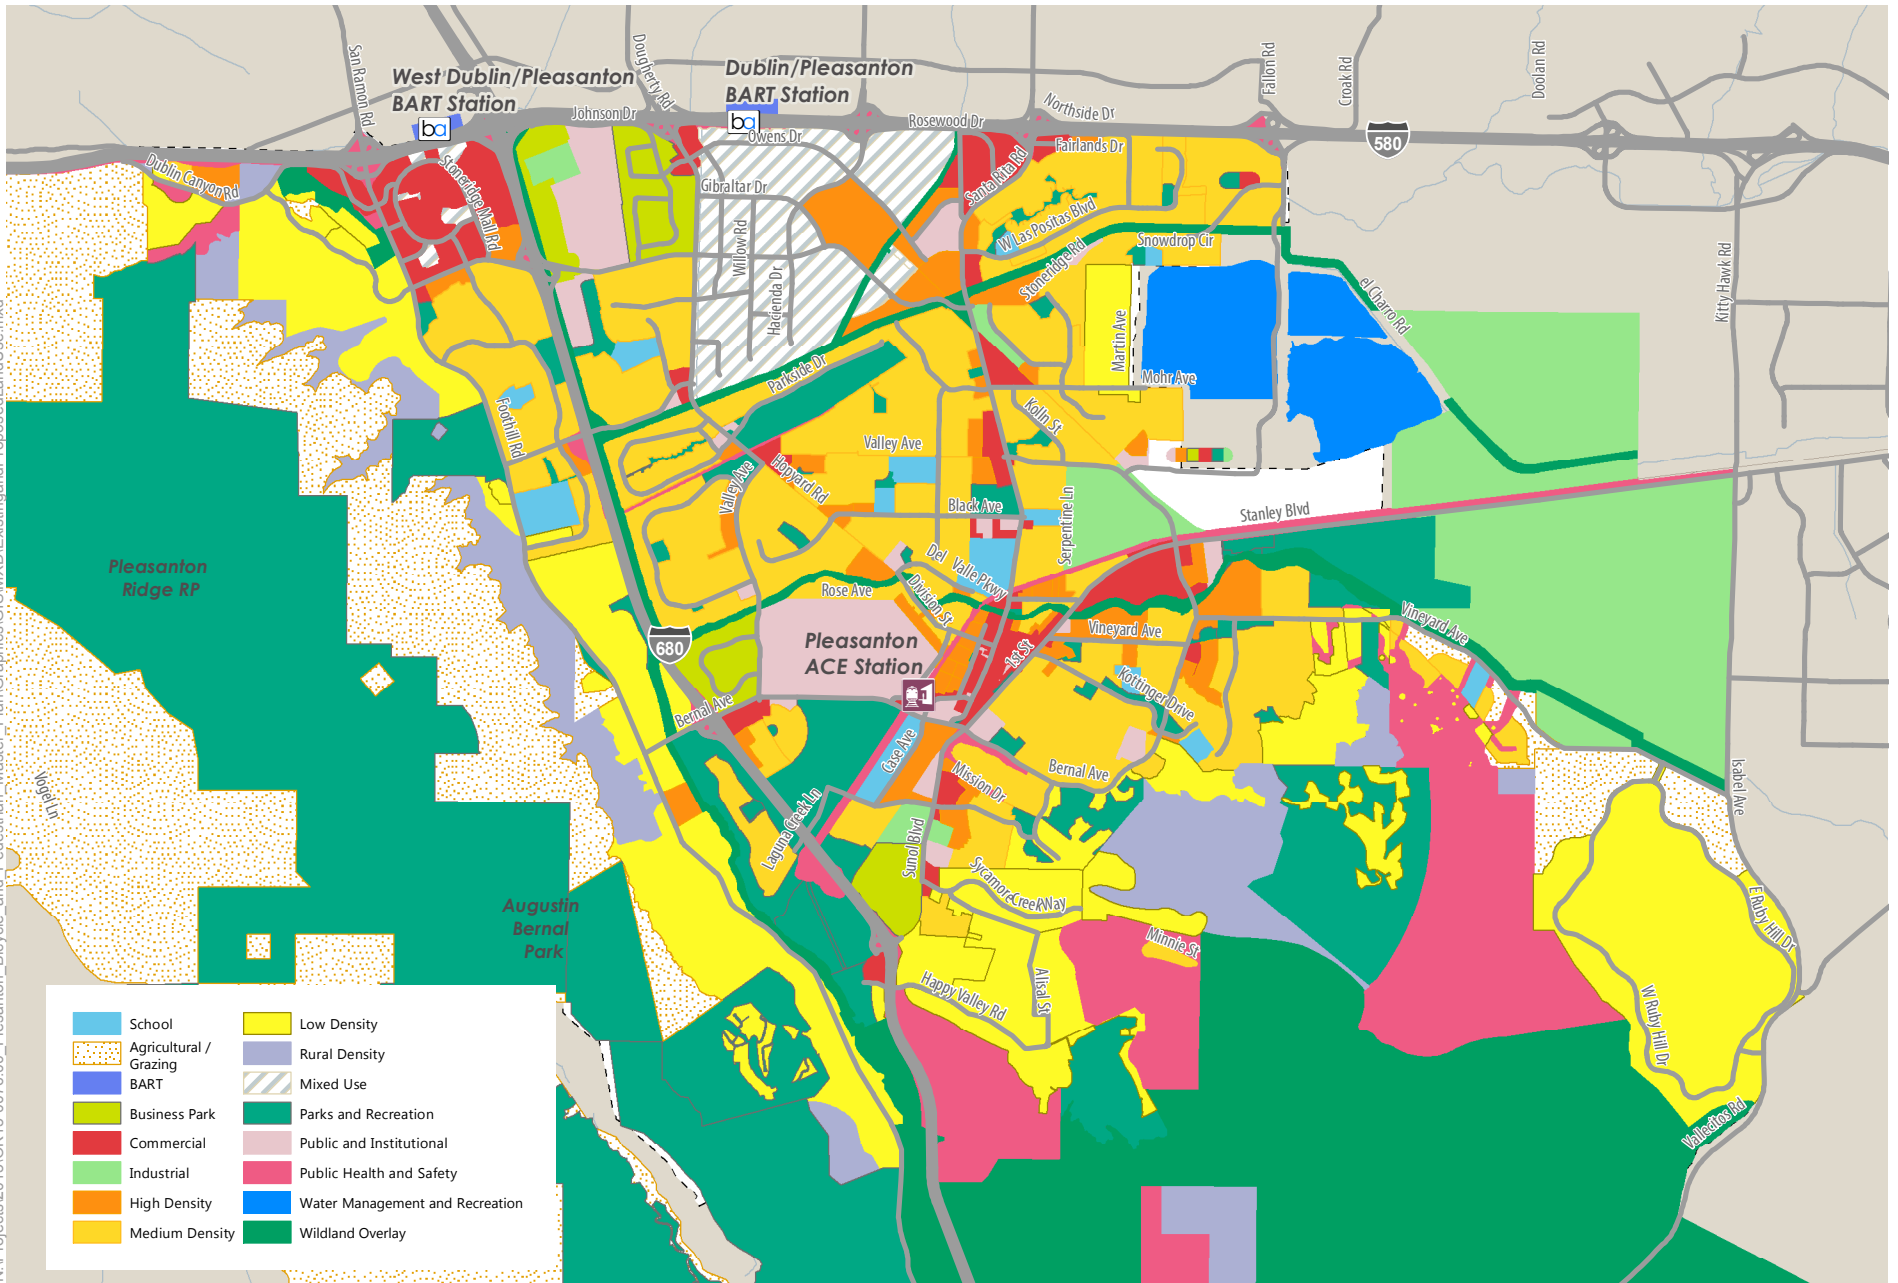 San Ramon Rd
West Dublin/Pleasanton
BART Station
ba
Johnson Dr
Dougherty Rd
Dublin/Pleasanton
BART Station
ba
Owens Dr
Rosewood Dr
Northside Dr
Fallon Rd
Croak Rd
Doolan Rd
580
Dublin Canyon Rd
Stoneridge Mall Rd
Gibraltar Dr
Willow Rd
Hacienda Dr
Santa Rita Rd
Fairlands Dr
W Las Positas Blvd
Stoneridge Rd
Snowdrop Cir
Martin Ave
Mohr Ave
el Charro Rd
Kitty Hawk Rd
Parkside Dr
Foothill Rd
Kolln St
Valley Ave
Hopyard Rd
Valley Ave
Black Ave
Serpentine Ln
Stanley Blvd
Pleasanton
Ridge RP
Del Valle Pkwy
Division St
Rose Ave
Vineyard Ave
Vineyard Ave
680
Pleasanton
ACE Station
1st St
Kottinger Drive
Bernal Ave
Case Ave
Mission Dr
Bernal Ave
Isabel Ave
Vogel Ln
Laguna Creek Ln
Sunol Blvd
Sycamore Creek Way
Augustin
Bernal
Park
Minnie St
E Ruby Hill Dr
Happy Valley Rd
Alisal St
W Ruby Hill Dr
Vallecitos Rd
School
Agricultural /
Grazing
BART
Business Park
Commercial
Industrial
High Density
Medium Density
Low Density
Rural Density
Mixed Use
Parks and Recreation
Public and Institutional
Public Health and Safety
Water Management and Recreation
Wildland Overlay